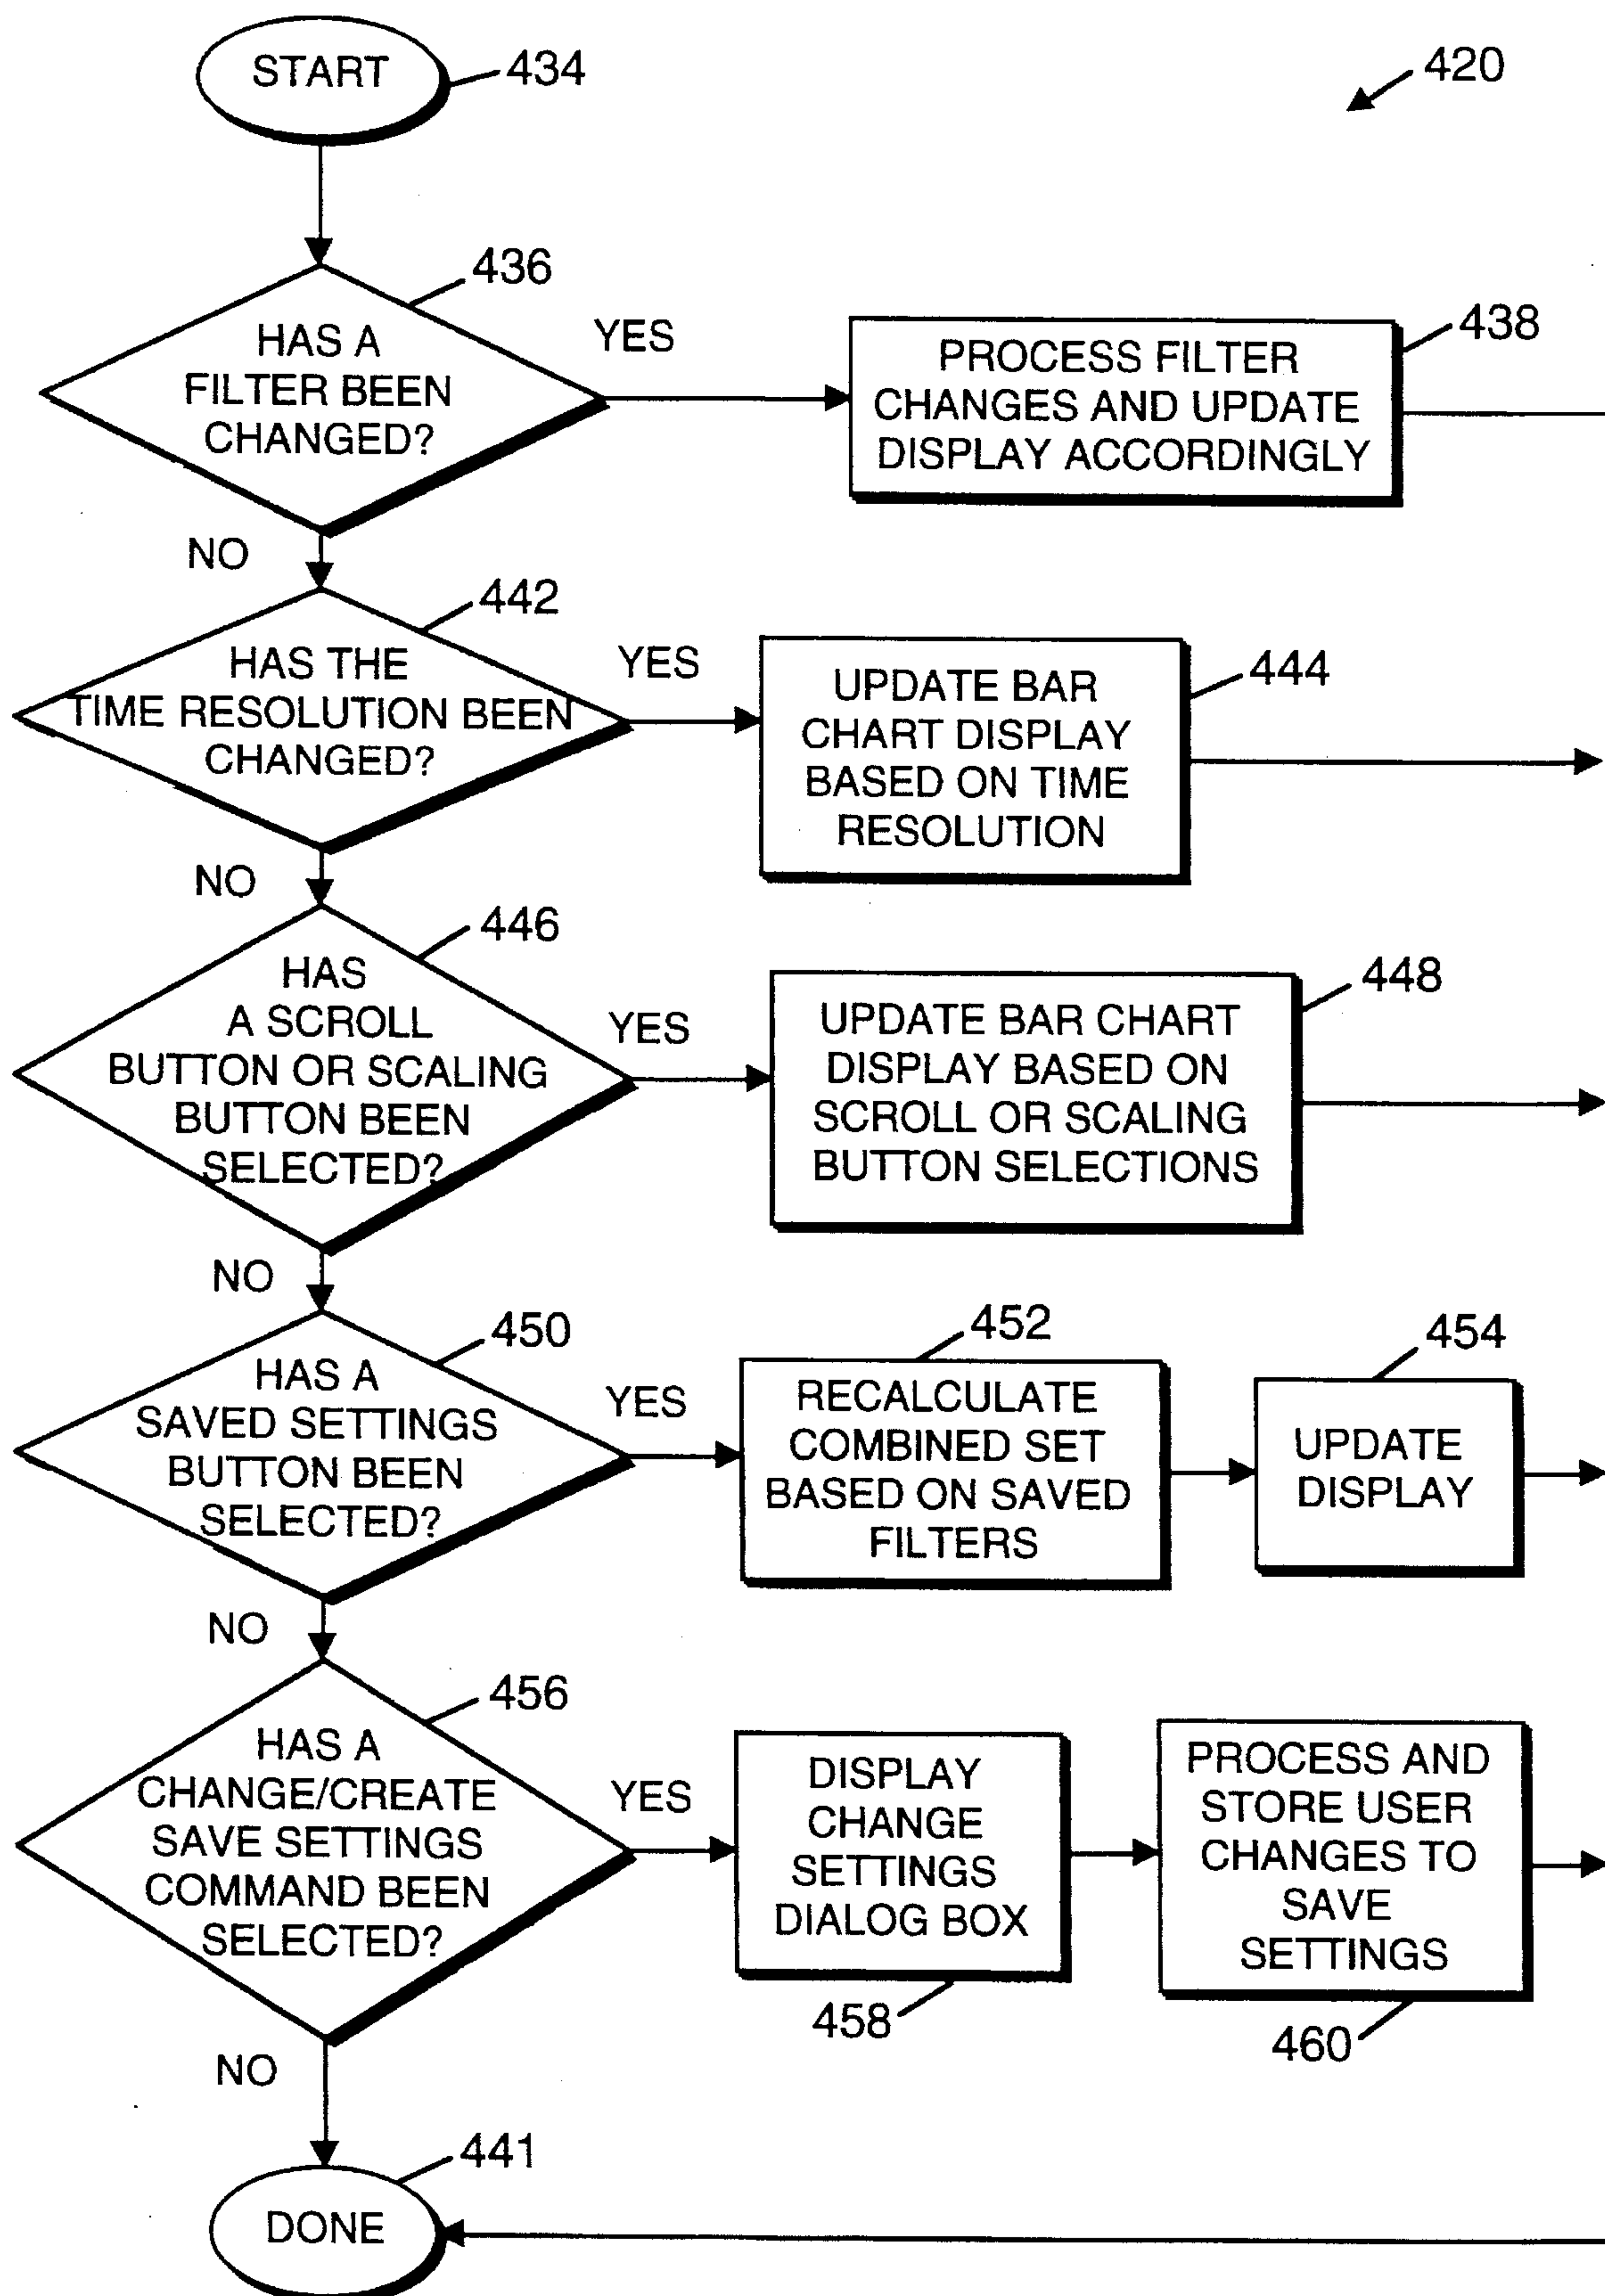 START
434
420
436
HAS A
FILTER BEEN
CHANGED?
YES
PROCESS FILTER
CHANGES AND UPDATE
DISPLAY ACCORDINGLY
438
NO
442
HAS THE
TIME RESOLUTION BEEN
CHANGED?
YES
UPDATE BAR
CHART DISPLAY
BASED ON TIME
RESOLUTION
444
NO
446
HAS
A SCROLL
BUTTON OR SCALING
BUTTON BEEN
SELECTED?
YES
UPDATE BAR CHART
DISPLAY BASED ON
SCROLL OR SCALING
BUTTON SELECTIONS
448
NO
450
HAS A
SAVED SETTINGS
BUTTON BEEN
SELECTED?
YES
452
RECALCULATE
COMBINED SET
BASED ON SAVED
FILTERS
454
UPDATE
DISPLAY
NO
456
HAS A
CHANGE/CREATE
SAVE SETTINGS
COMMAND BEEN
SELECTED?
YES
DISPLAY
CHANGE
SETTINGS
DIALOG BOX
458
PROCESS AND
STORE USER
CHANGES TO
SAVE
SETTINGS
460
NO
441
DONE